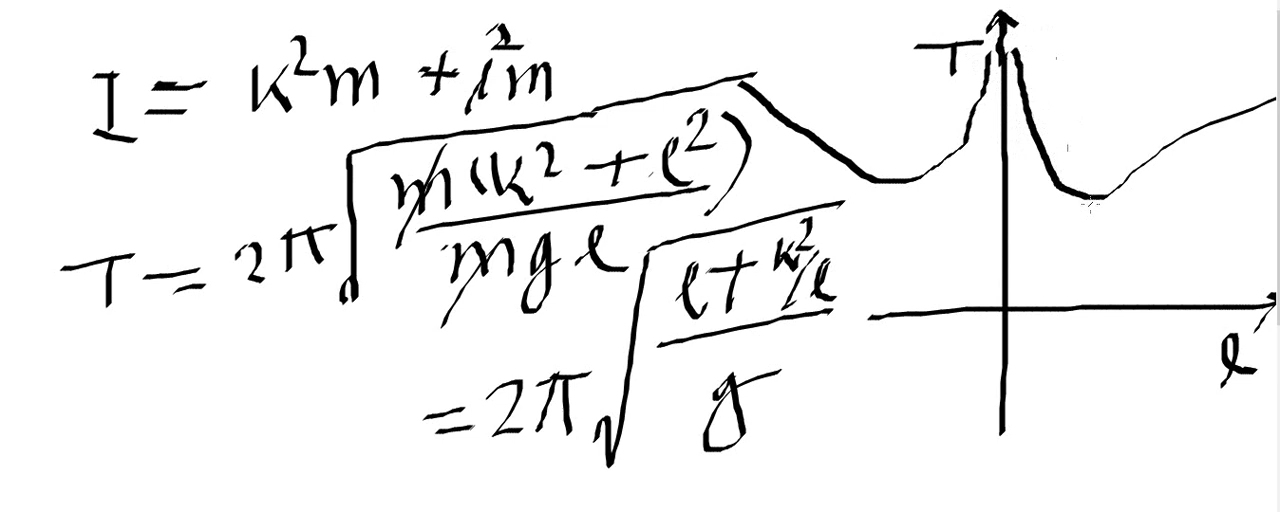 I = k²m + l²m
T = 2π√(m(k² + l²)/mgl)
= 2π√((l + k²/l)/g)
T
l